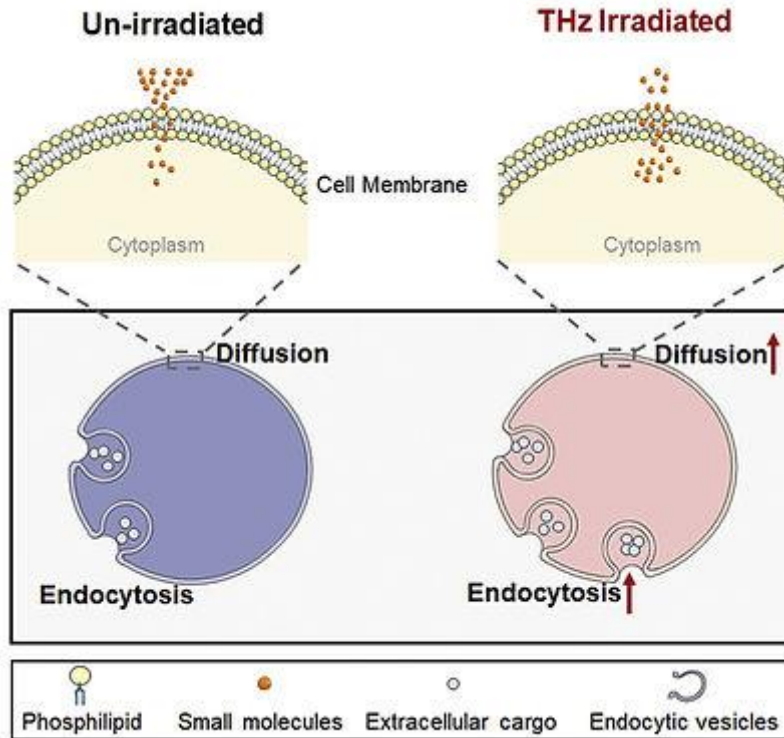 Un-irradiated
THz Irradiated
Cell Membrane
Cytoplasm
Cytoplasm
Diffusion
Diffusion
Endocytosis
Endocytosis
Phosphilipid
Small molecules
Extracellular cargo
Endocytic vesicles